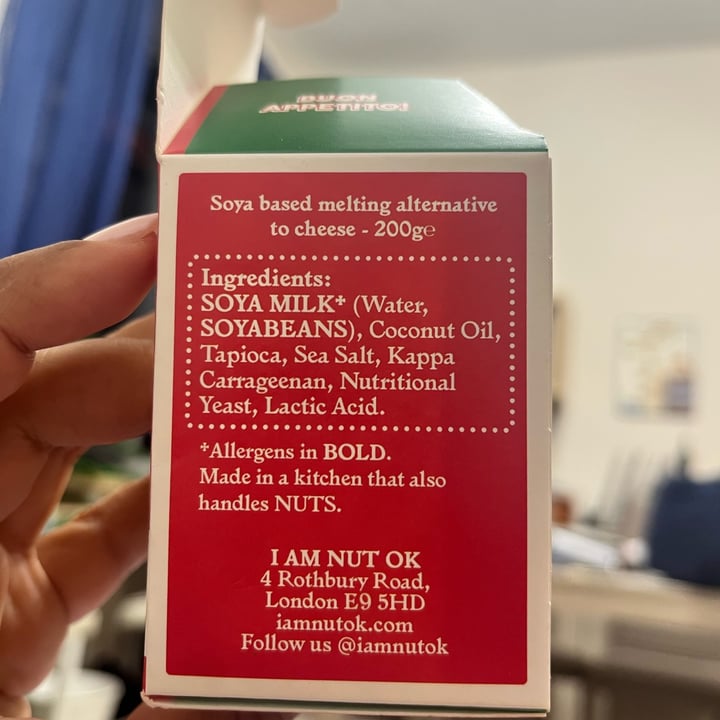 BUON
APPETITO!
Soya based melting alternative
to cheese - 200g℮
Ingredients:
SOYA MILK⁺ (Water,
SOYABEANS), Coconut Oil,
Tapioca, Sea Salt, Kappa
Carrageenan, Nutritional
Yeast, Lactic Acid.
⁺Allergens in BOLD.
Made in a kitchen that also
handles NUTS.
I AM NUT OK
4 Rothbury Road,
London E9 5HD
iamnutok.com
Follow us @iamnutok